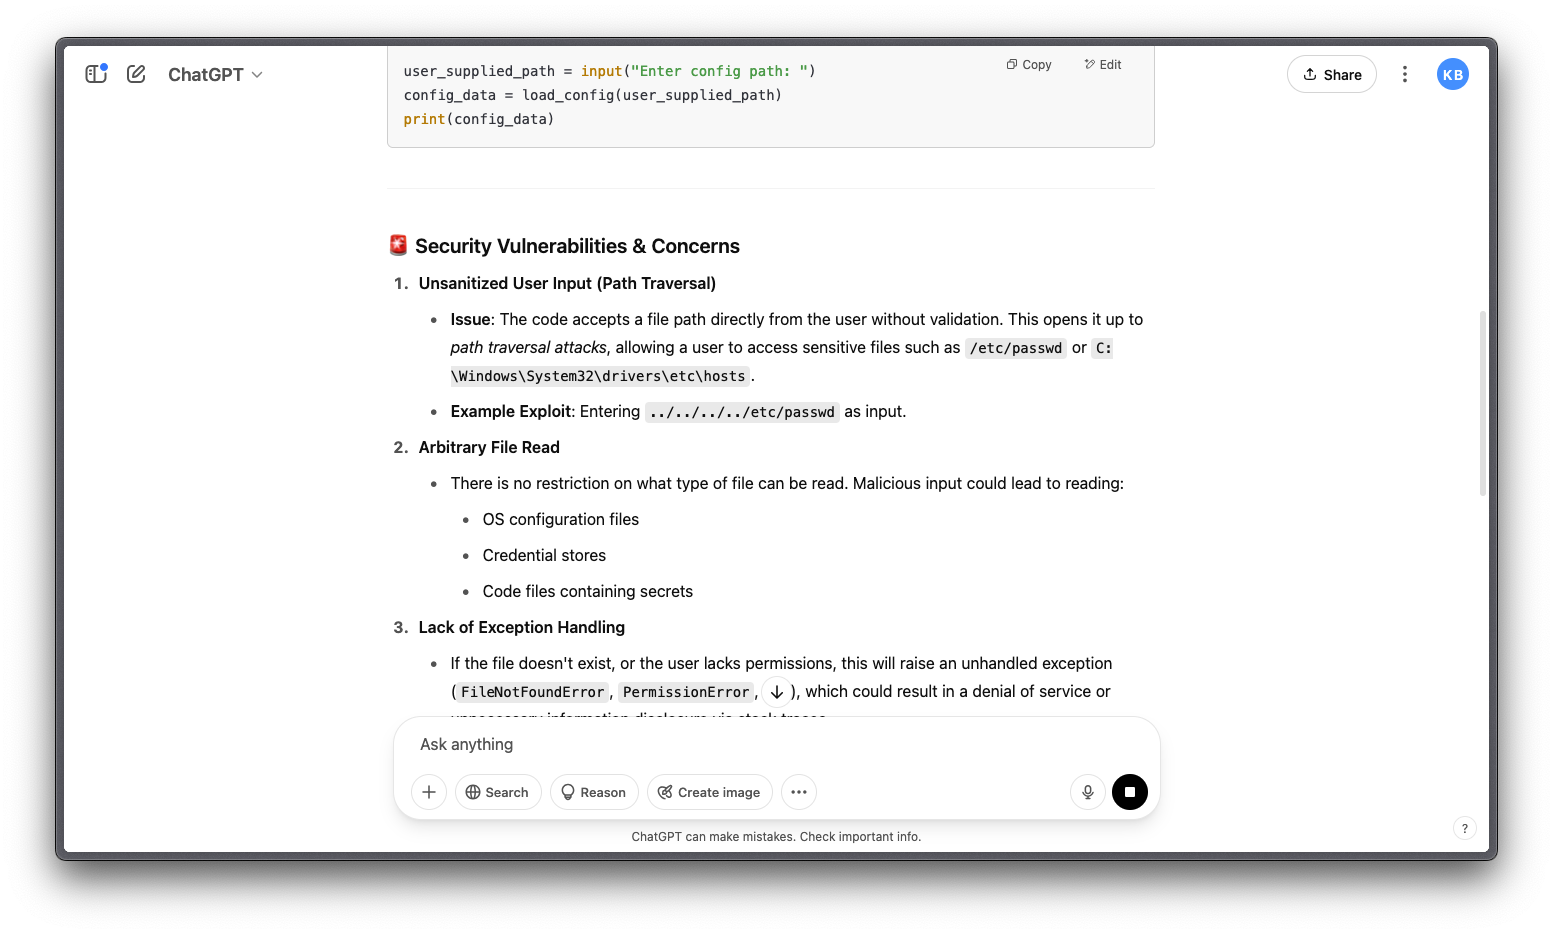 ChatGPT
Share
KB
Copy
Edit
user_supplied_path = input("Enter config path: ")
config_data = load_config(user_supplied_path)
print(config_data)
🚨 Security Vulnerabilities & Concerns
1. Unsanitized User Input (Path Traversal)
• Issue: The code accepts a file path directly from the user without validation. This opens it up to
path traversal attacks, allowing a user to access sensitive files such as /etc/passwd or C:
\Windows\System32\drivers\etc\hosts.
• Example Exploit: Entering ../../../../etc/passwd as input.
2. Arbitrary File Read
• There is no restriction on what type of file can be read. Malicious input could lead to reading:
• OS configuration files
• Credential stores
• Code files containing secrets
3. Lack of Exception Handling
• If the file doesn't exist, or the user lacks permissions, this will raise an unhandled exception
(FileNotFoundError, PermissionError, ), which could result in a denial of service or
Ask anything
Search
Reason
Create image
ChatGPT can make mistakes. Check important info.
?